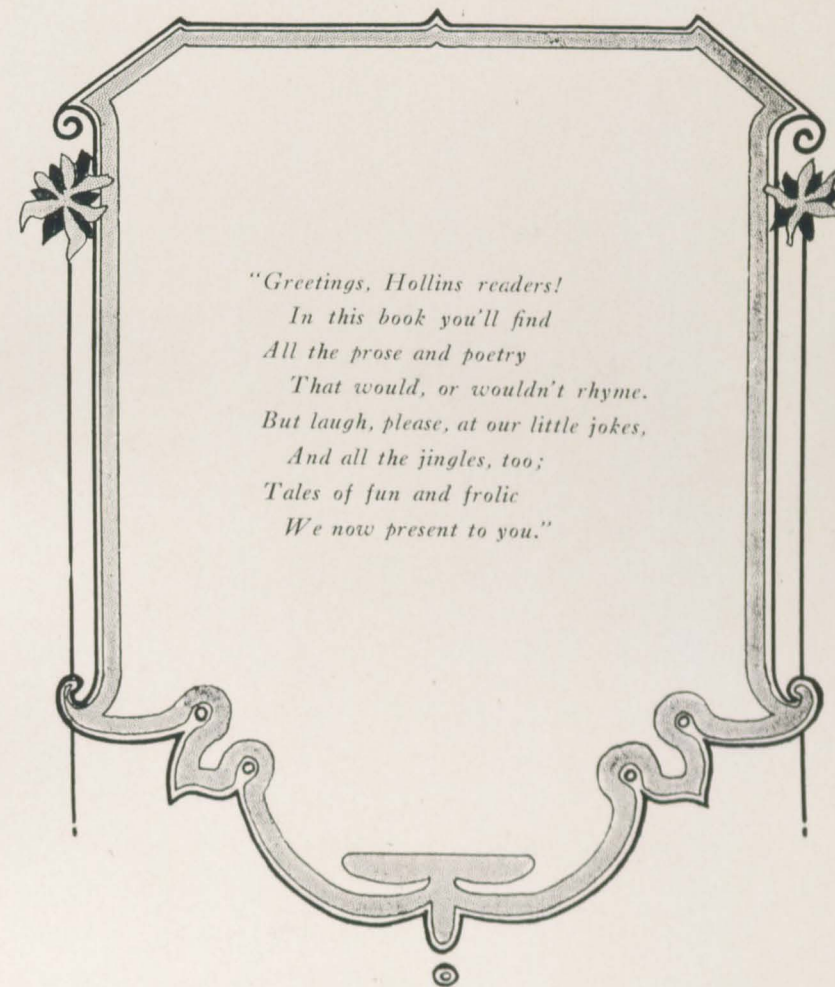 "Greetings, Hollins readers!
In this book you'll find
All the prose and poetry
That would, or wouldn't rhyme.
But laugh, please, at our little jokes,
And all the jingles, too;
Tales of fun and frolic
We now present to you."